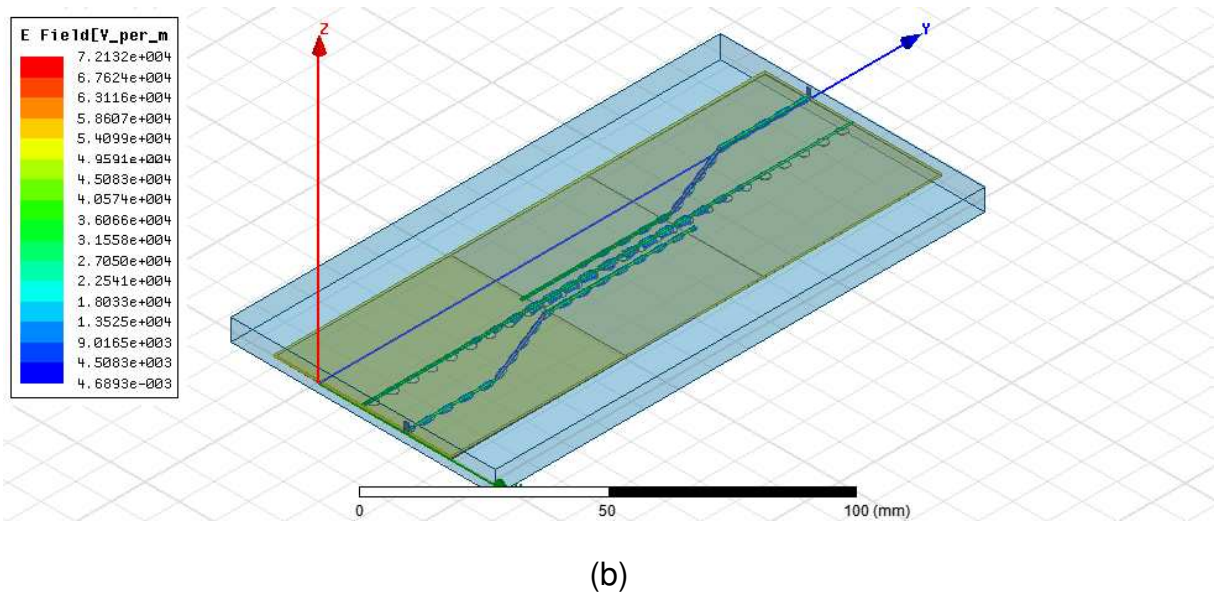 E Field[V_per_m
7.2132e+004
6.7624e+004
6.3116e+004
5.8607e+004
5.4099e+004
4.9591e+004
4.5083e+004
4.0574e+004
3.6066e+004
3.1558e+004
2.7050e+004
2.2541e+004
1.8033e+004
1.3525e+004
9.0165e+003
4.5083e+003
4.6893e-003
Z
Y
0 50 100 (mm)
(b)